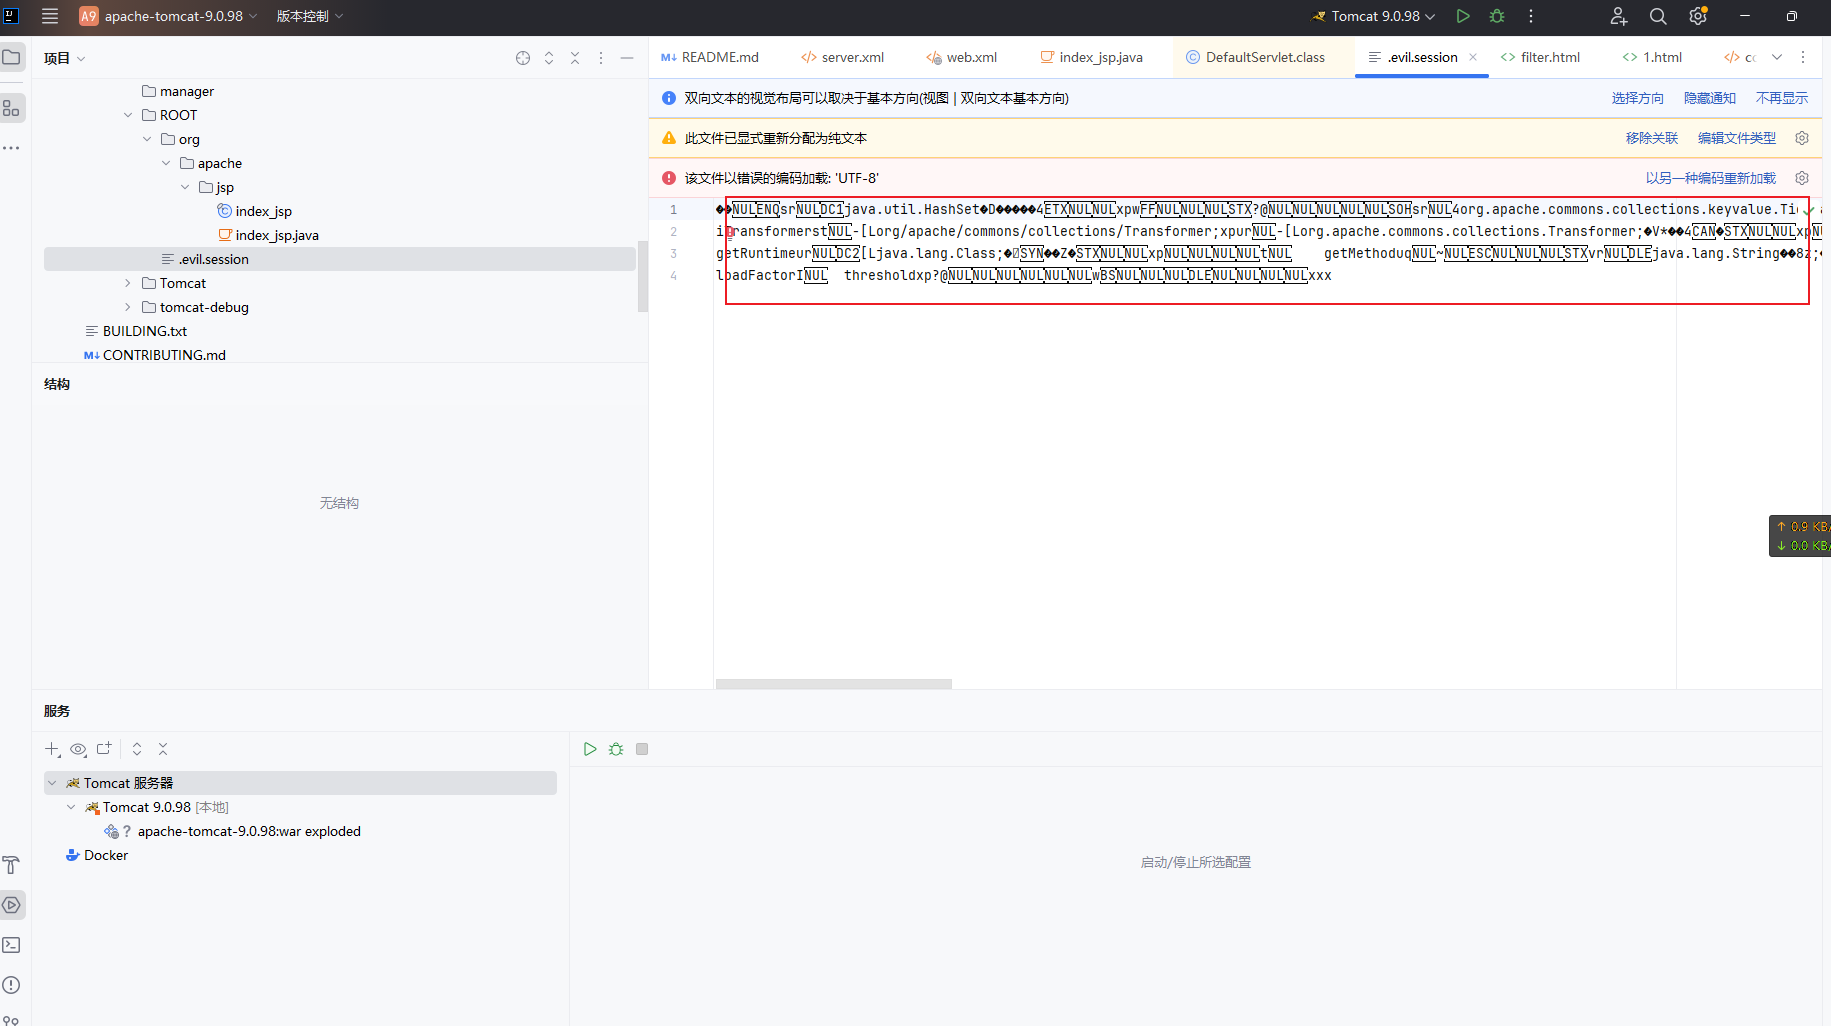 A9 apache-tomcat-9.0.98 版本控制 Tomcat 9.0.98
项目
README.md server.xml web.xml index_jsp.java DefaultServlet.class .evil.session filter.html 1.html
双向文本的视觉布局可以取决于基本方向(视图 | 双向文本基本方向) 选择方向 隐藏通知 不再显示
此文件已显式重新分配为纯文本 移除关联 编辑文件类型
该文件以错误的编码加载: 'UTF-8' 以另一种编码重新加载
manager
ROOT
org
apache
jsp
index_jsp
index_jsp.java
.evil.session
Tomcat
tomcat-debug
BUILDING.txt
CONTRIBUTING.md
1 ��NULENQsrNULDC1java.util.HashSet�D�����4ETXNULNULxpwFFNULNULNULSTX?@NULNULNULNULNULSOHsrNUL4org.apache.commons.collections.keyvalue.Tie
2 iTransformerstNUL-[Lorg/apache/commons/collections/Transformer;xpurNUL-[Lorg.apache.commons.collections.Transformer;�V*��4CAN�STXNULNULxp
3 getRuntimeurNULDC2[Ljava.lang.Class;�SYN��Z�STXNULNULxpNULNULNULNULtNUL getMethoduqNUL~NULESCNULNULNULSTXvrNULDLEjava.lang.String��8z;
4 loadFactorINUL thresholdxp?@NULNULNULNULNULNULwBSNULNULNULDLENULNULNULNULxxx
结构
无结构
↑ 0.9 KB/
↓ 0.0 KB/
服务
Tomcat 服务器
Tomcat 9.0.98 [本地]
? apache-tomcat-9.0.98:war exploded
Docker
启动/停止所选配置